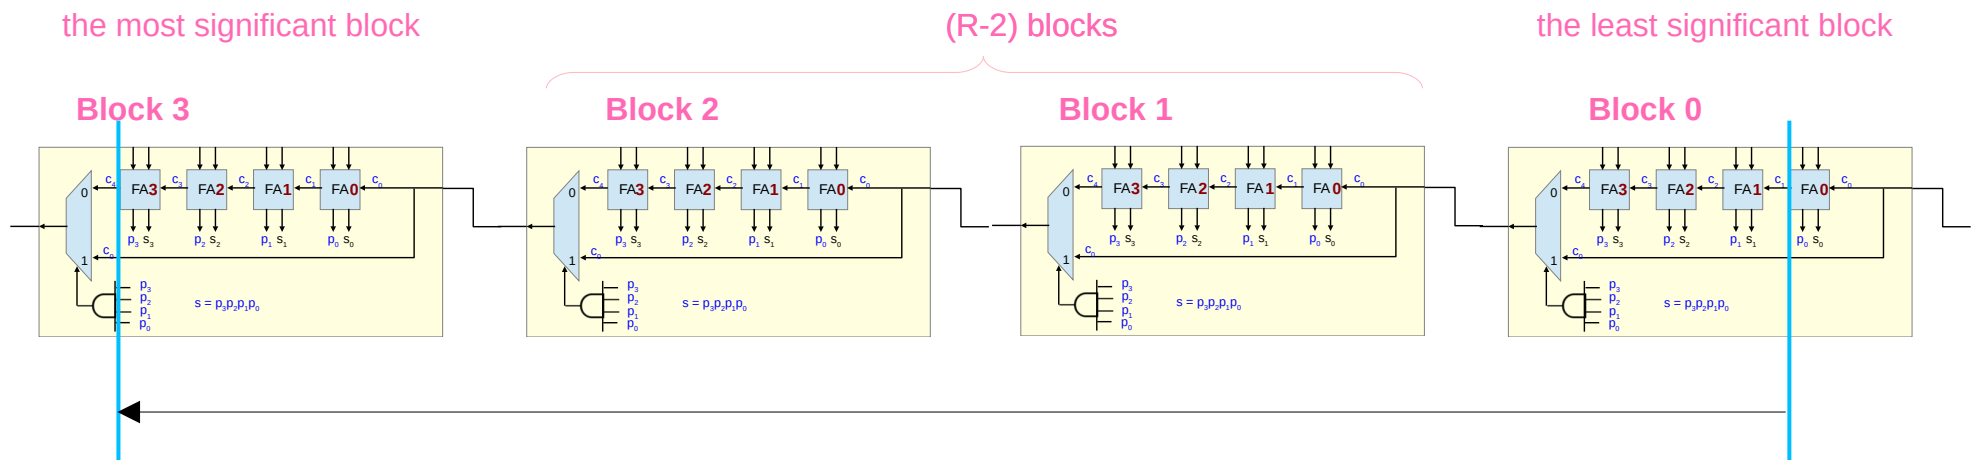 the most significant block
(R-2) blocks
the least significant block
Block 3
Block 2
Block 1
Block 0
0 c4 FA3 c3 FA2 c2 FA1 c1 FA0 c0
p3 s3 p2 s2 p1 s1 p0 s0
c0
1
p3
p2
p1
p0
s = p3p2p1p0
0 c4 FA3 c3 FA2 c2 FA1 c1 FA0 c0
p3 s3 p2 s2 p1 s1 p0 s0
c0
1
p3
p2
p1
p0
s = p3p2p1p0
0 c4 FA3 c3 FA2 c2 FA1 c1 FA0 c0
p3 s3 p2 s2 p1 s1 p0 s0
c0
1
p3
p2
p1
p0
s = p3p2p1p0
0 c4 FA3 c3 FA2 c2 FA1 c1 FA0 c0
p3 s3 p2 s2 p1 s1 p0 s0
c0
1
p3
p2
p1
p0
s = p3p2p1p0